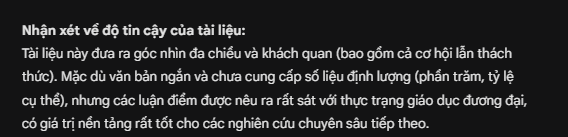 Nhận xét về độ tin cậy của tài liệu:
Tài liệu này đưa ra góc nhìn đa chiều và khách quan (bao gồm cả cơ hội lẫn thách
thức). Mặc dù văn bản ngắn và chưa cung cấp số liệu định lượng (phần trăm, tỷ lệ
cụ thể), nhưng các luận điểm được nêu ra rất sát với thực trạng giáo dục đương đại,
có giá trị nền tảng rất tốt cho các nghiên cứu chuyên sâu tiếp theo.